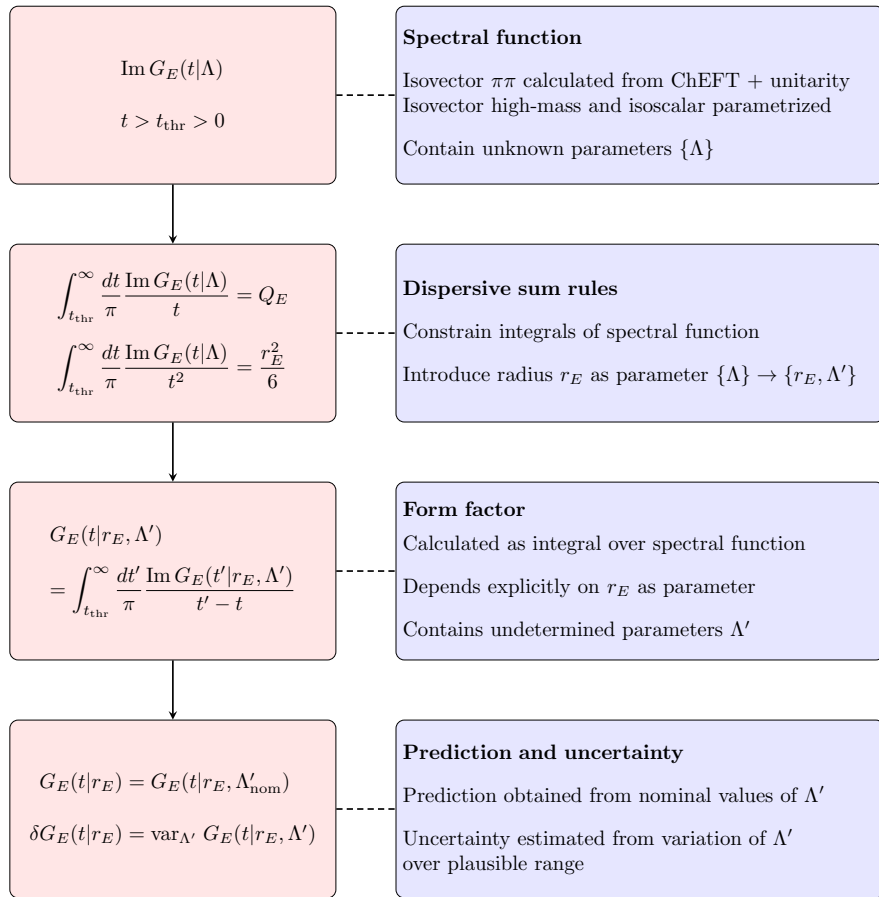 Im G_E(t|Λ)
t > t_thr > 0
Spectral function
Isovector ππ calculated from ChEFT + unitarity
Isovector high-mass and isoscalar parametrized
Contain unknown parameters {Λ}
∫_{t_thr}^∞ dt/π Im G_E(t|Λ)/t = Q_E
∫_{t_thr}^∞ dt/π Im G_E(t|Λ)/t² = r_E²/6
Dispersive sum rules
Constrain integrals of spectral function
Introduce radius r_E as parameter {Λ} → {r_E, Λ′}
G_E(t|r_E, Λ′)
= ∫_{t_thr}^∞ dt′/π Im G_E(t′|r_E, Λ′)/(t′ − t)
Form factor
Calculated as integral over spectral function
Depends explicitly on r_E as parameter
Contains undetermined parameters Λ′
G_E(t|r_E) = G_E(t|r_E, Λ′_nom)
δG_E(t|r_E) = var_Λ′ G_E(t|r_E, Λ′)
Prediction and uncertainty
Prediction obtained from nominal values of Λ′
Uncertainty estimated from variation of Λ′
over plausible range